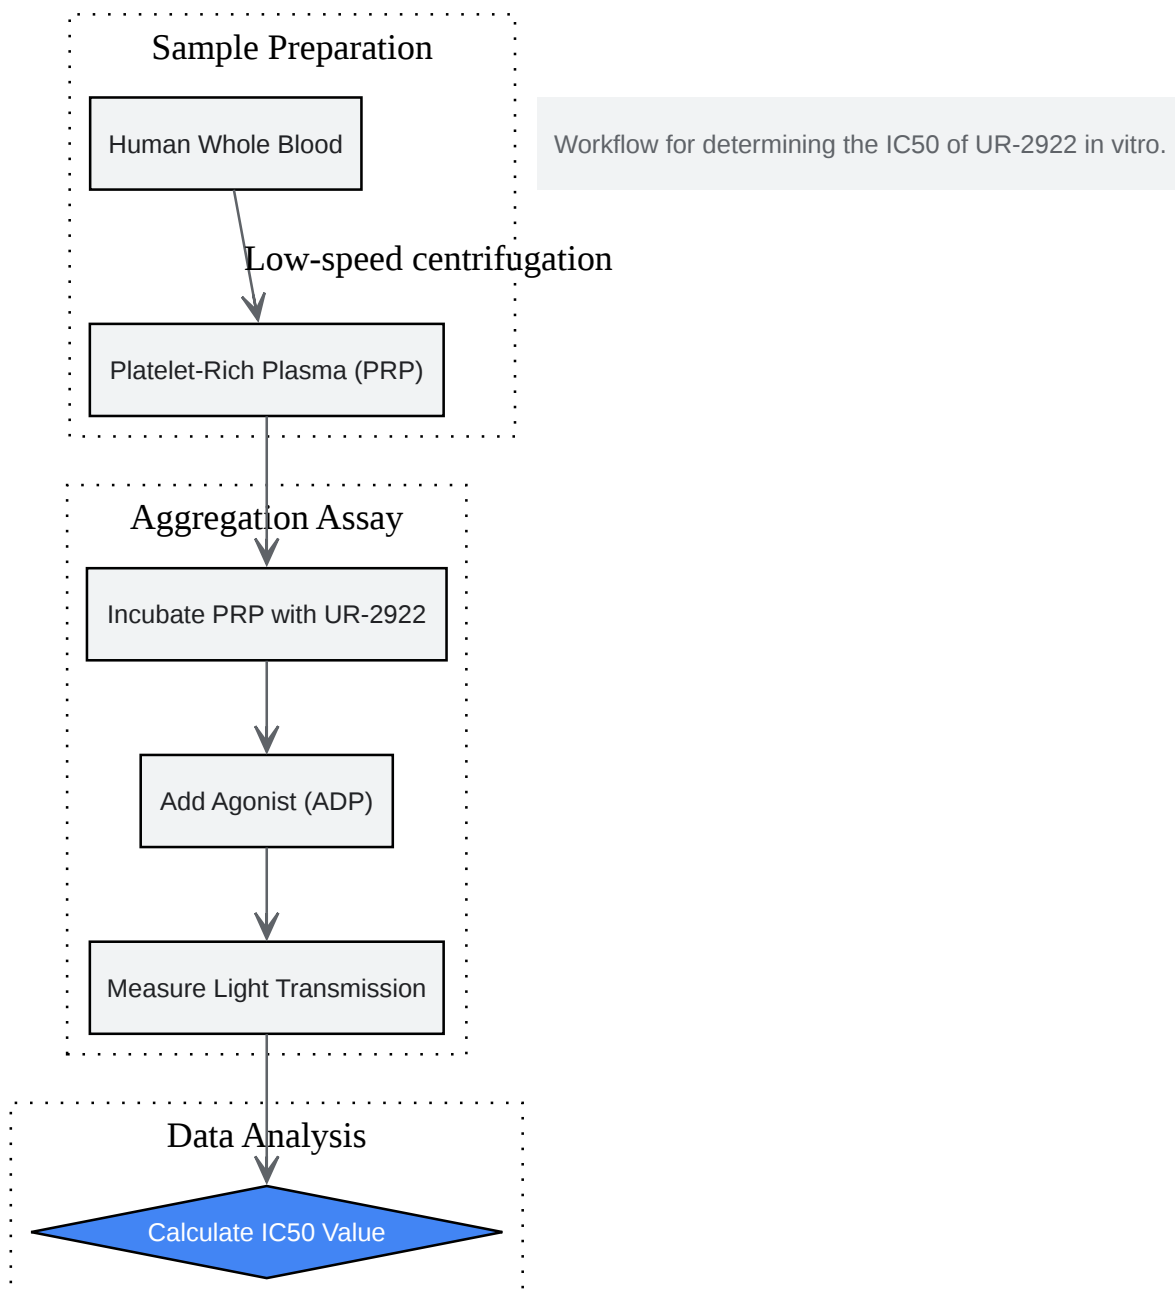 Sample Preparation
Human Whole Blood
Workflow for determining the IC50 of UR-2922 in vitro.
Low-speed centrifugation
Platelet-Rich Plasma (PRP)
Aggregation Assay
Incubate PRP with UR-2922
Add Agonist (ADP)
Measure Light Transmission
Data Analysis
Calculate IC50 Value